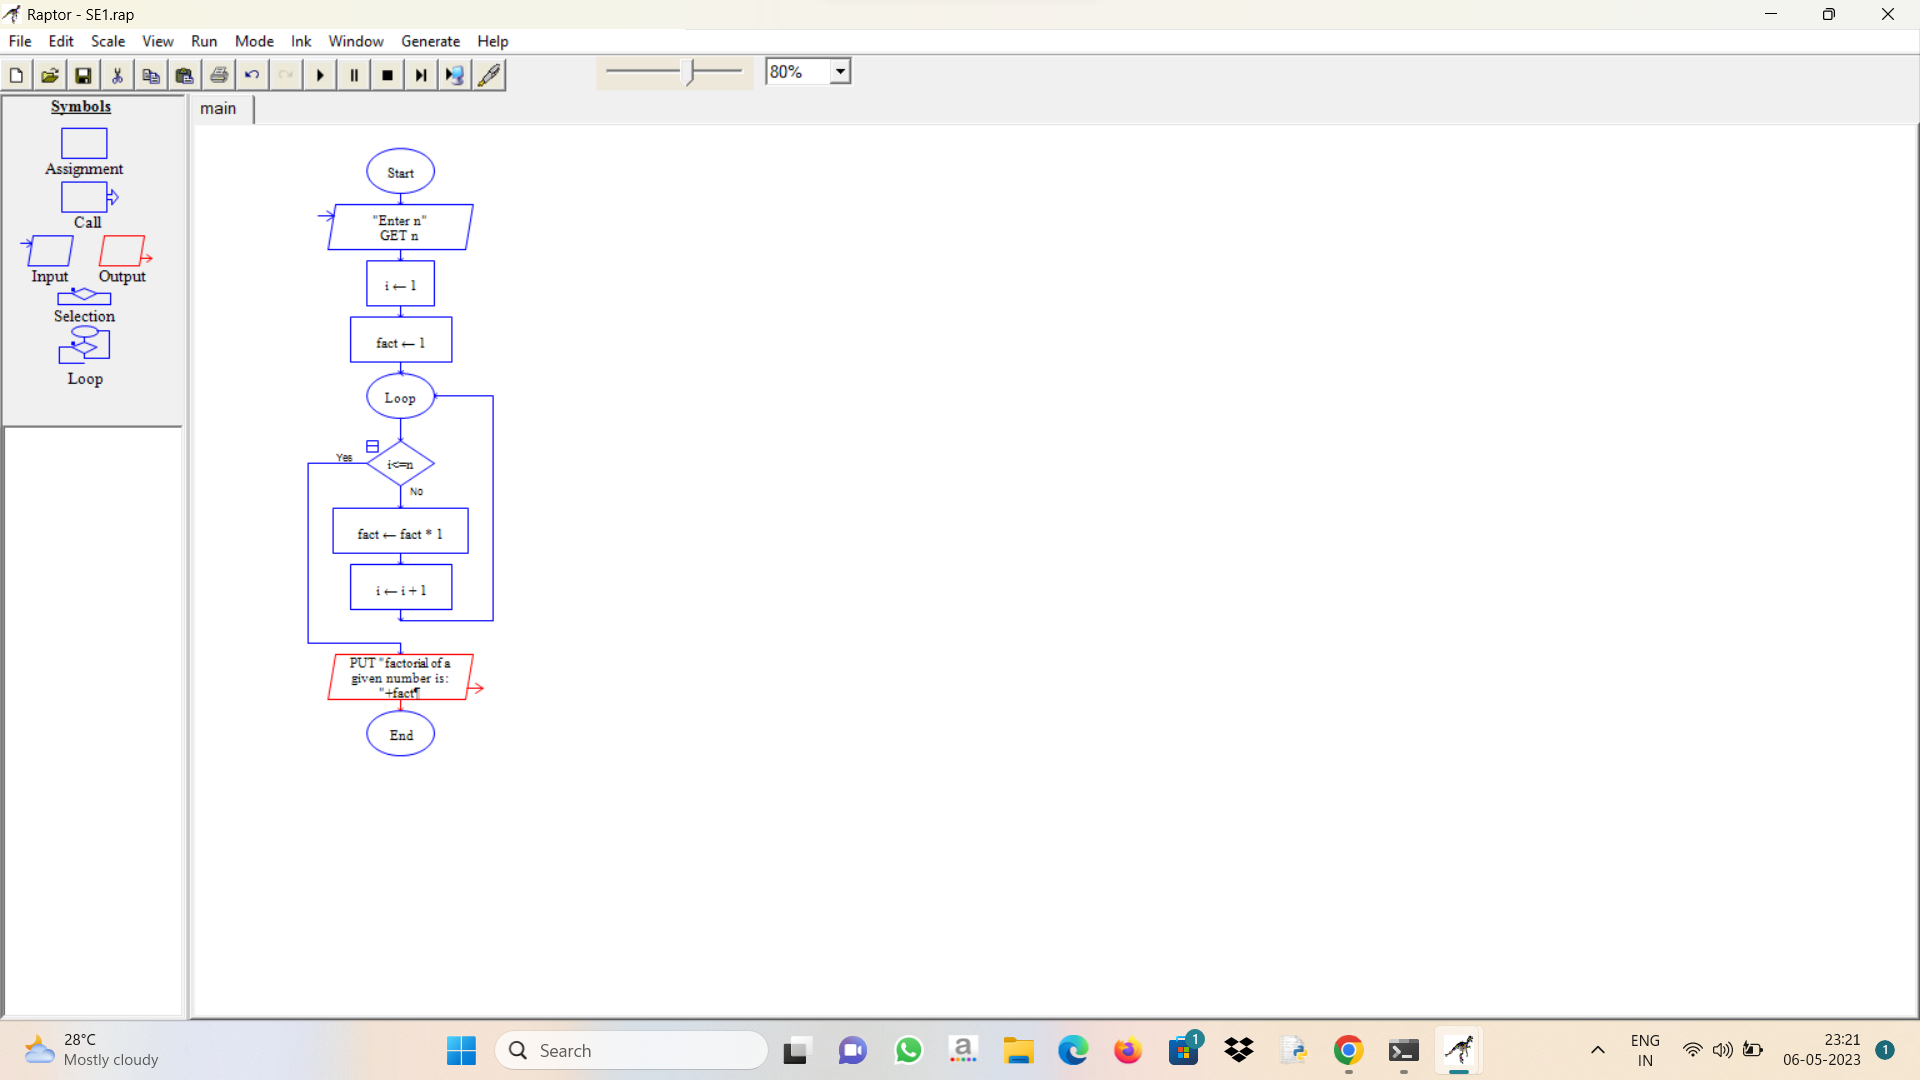 Raptor - SE1.rap
File Edit Scale View Run Mode Ink Window Generate Help
80%
Symbols
Assignment
Call
Input Output
Selection
Loop
main
Start
"Enter n"
GET n
i ← 1
fact ← 1
Loop
Yes
i<=n
No
fact ← fact * 1
i ← i + 1
PUT "factorial of a
given number is:
"+fact¶
End
28°C
Mostly cloudy
Search
a
1
ENG
IN
23:21
06-05-2023
1